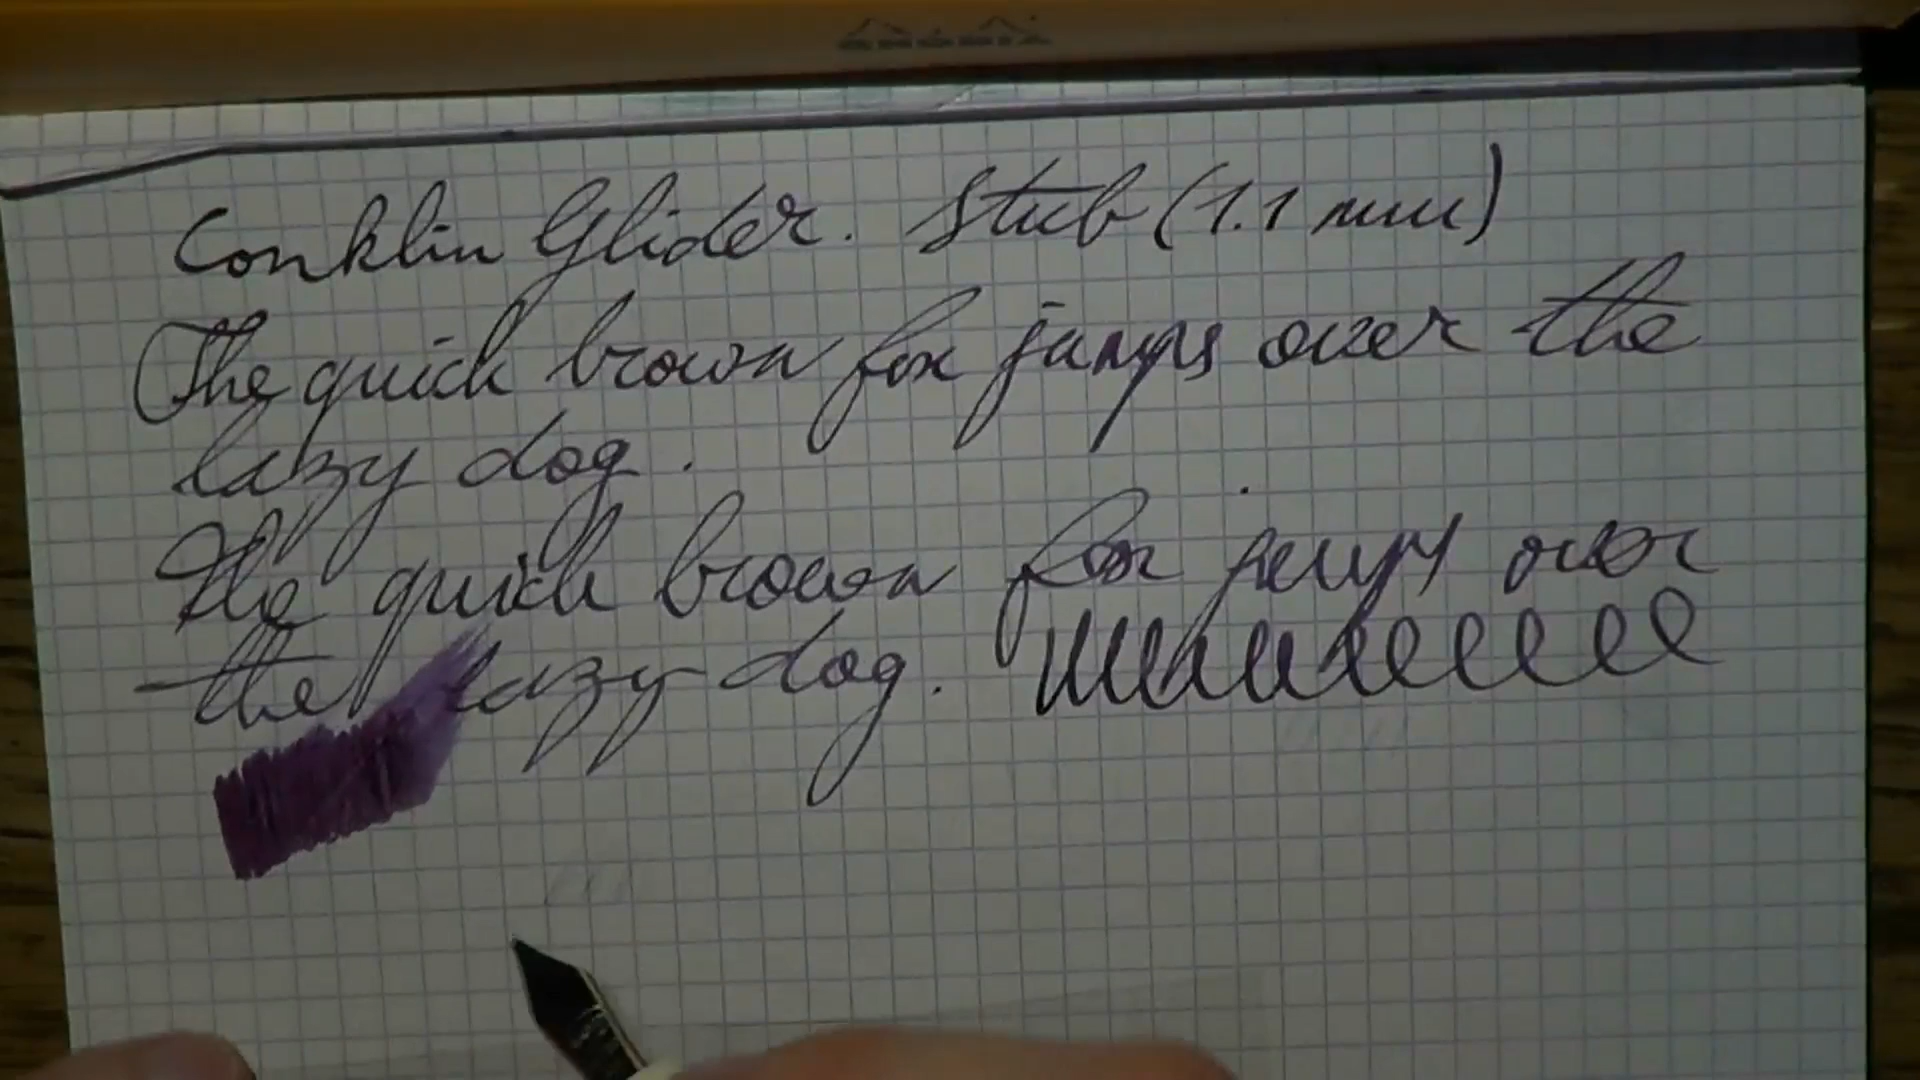 RHODIA
Conklin Glider. Stub (1.1 mm)
The quick brown fox jumps over the
lazy dog.
The quick brown fox jumps over
the lazy dog.